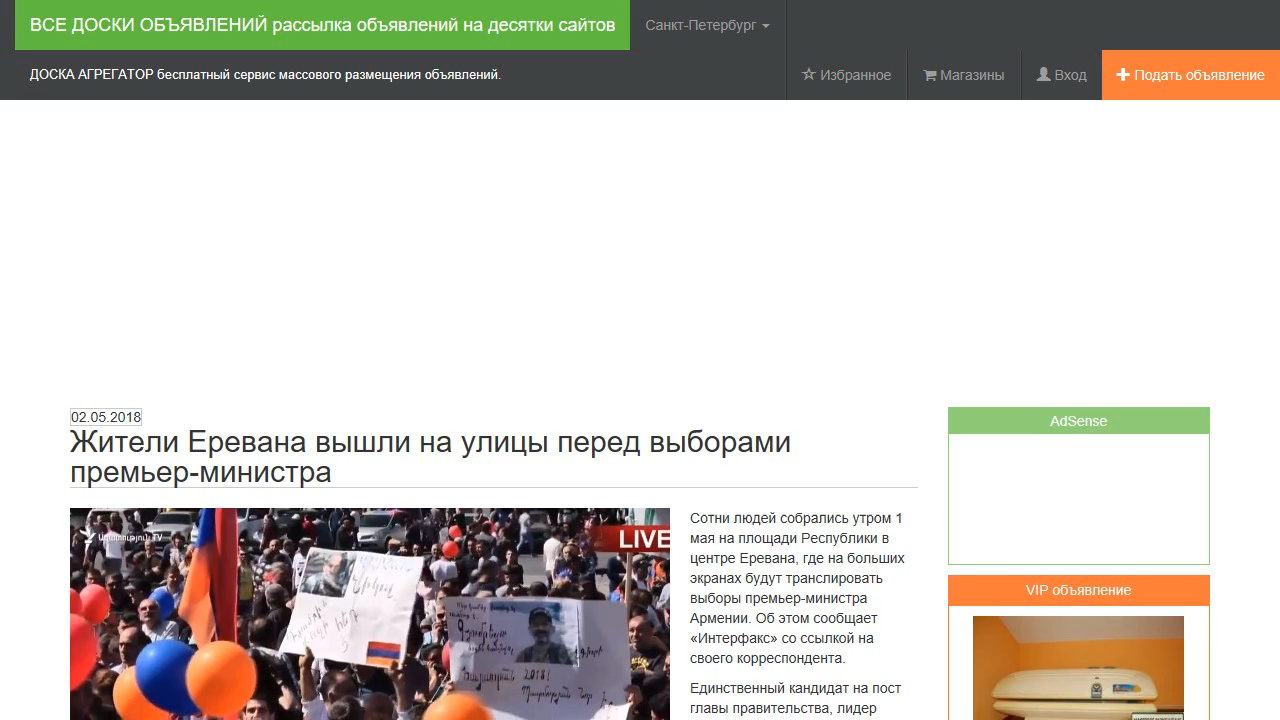 ВСЕ ДОСКИ ОБЪЯВЛЕНИЙ рассылка объявлений на десятки сайтов
Санкт-Петербург
ДОСКА АГРЕГАТОР бесплатный сервис массового размещения объявлений.
Избранное
Магазины
Вход
Подать объявление
02.05.2018
Жители Еревана вышли на улицы перед выборами
премьер-министра
AdSense
LIVE
Сотни людей собрались утром 1
мая на площади Республики в
центре Еревана, где на больших
экранах будут транслировать
выборы премьер-министра
Армении. Об этом сообщает
«Интерфакс» со ссылкой на
своего корреспондента.
Единственный кандидат на пост
главы правительства, лидер
VIP объявление